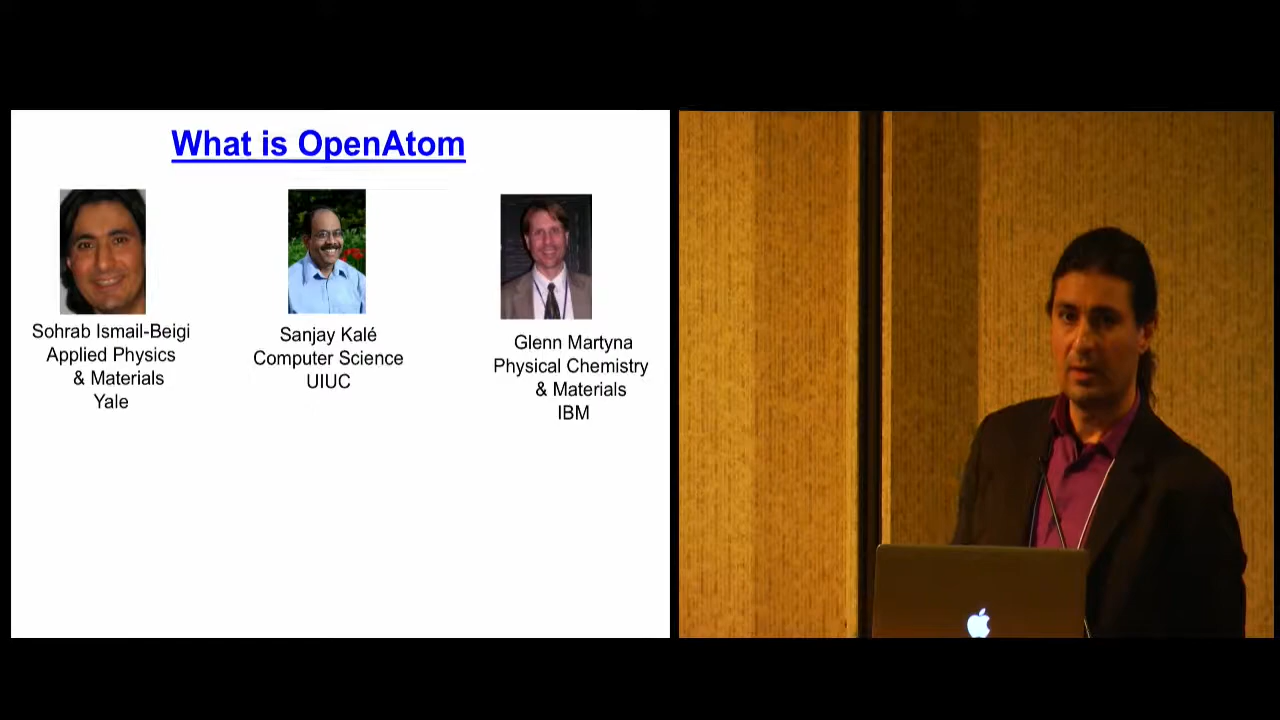 What is OpenAtom
Sohrab Ismail-Beigi
Applied Physics
& Materials
Yale
Sanjay Kalé
Computer Science
UIUC
Glenn Martyna
Physical Chemistry
& Materials
IBM